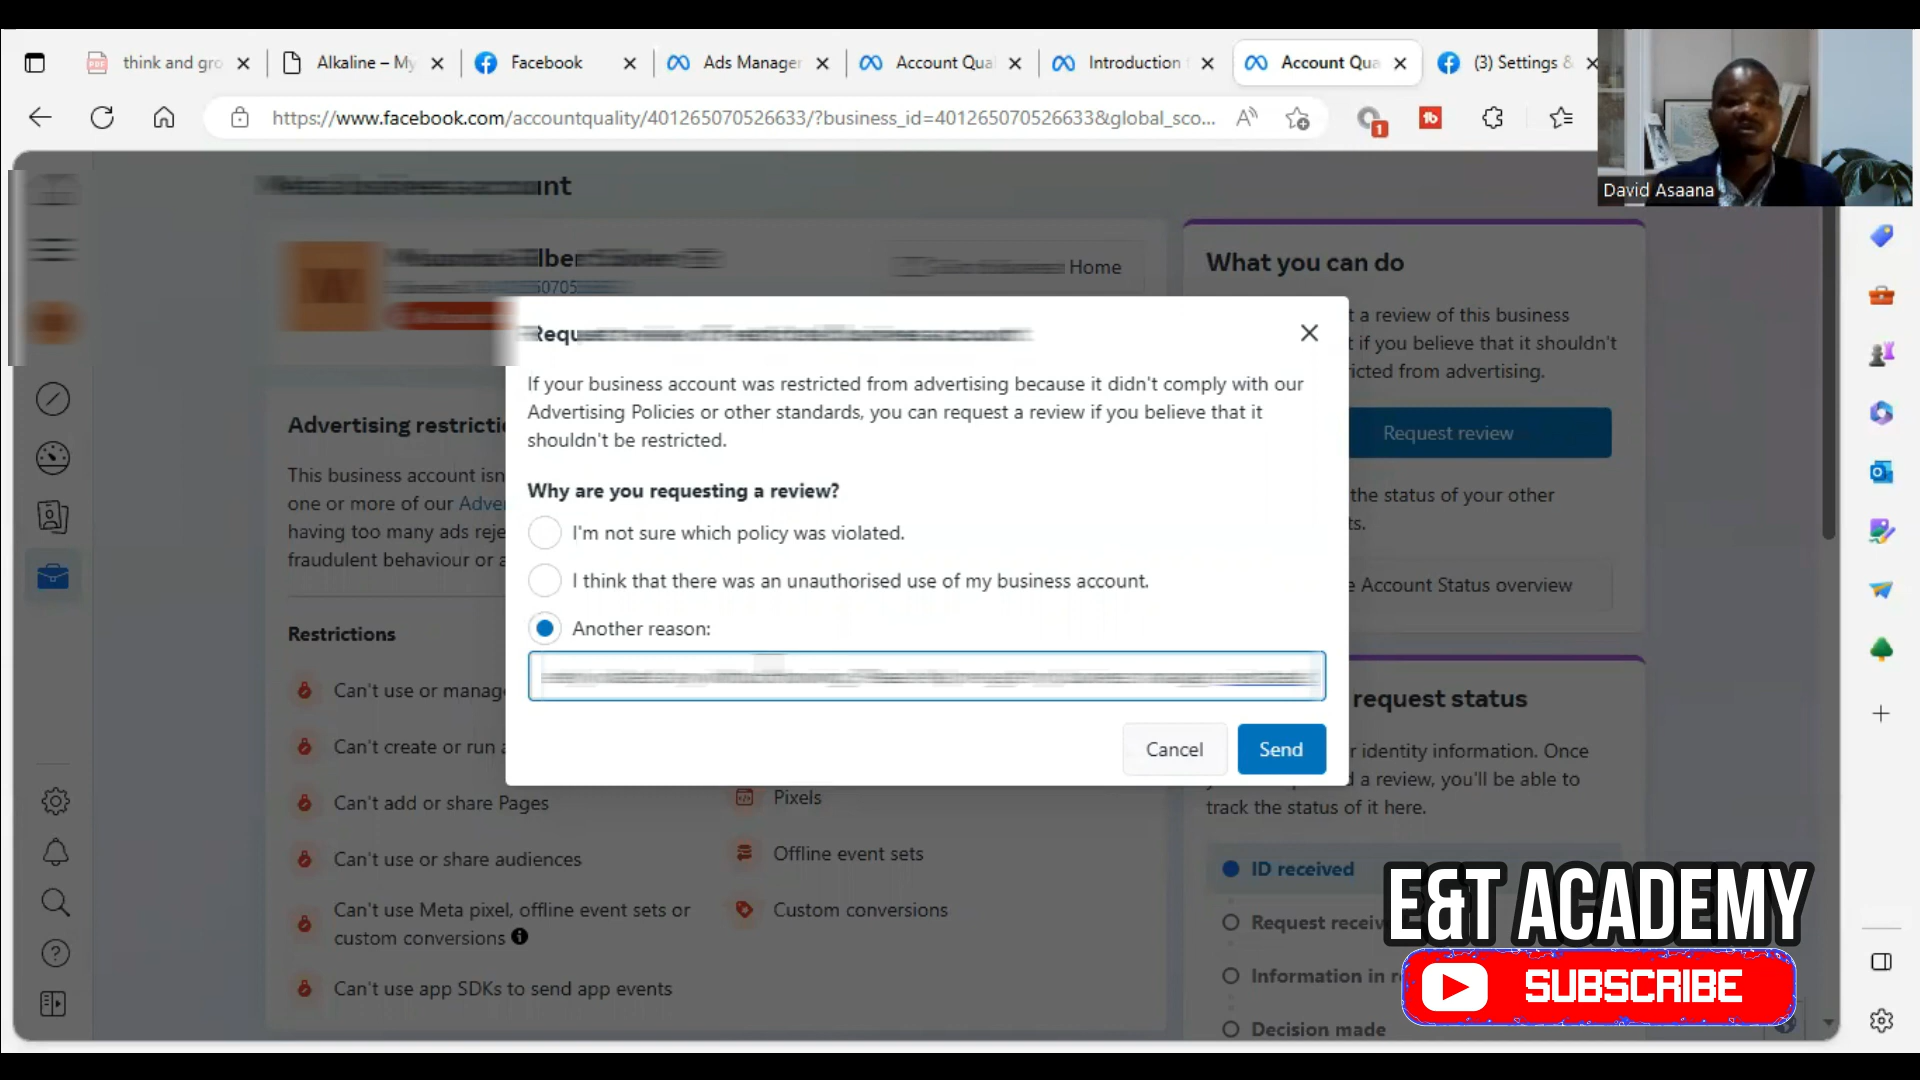 think and gro
Alkaline – My
Facebook
Ads Manager
Account Qua
Introduction
Account Qua
(3) Settings &
https://www.facebook.com/accountquality/401265070526633/?business_id=401265070526633&global_sco...
1
David Asaana
Home
What you can do
t a review of this business
t if you believe that it shouldn't
icted from advertising.
Request review
the status of your other
ts.
e Account Status overview
Advertising restricti
This business account isn
one or more of our Adve
having too many ads reje
fraudulent behaviour or a
Restrictions
Can't use or manag
Can't create or run a
Can't add or share Pages
Can't use or share audiences
Can't use Meta pixel, offline event sets or
custom conversions
Can't use app SDKs to send app events
Pixels
Offline event sets
Custom conversions
If your business account was restricted from advertising because it didn't comply with our
Advertising Policies or other standards, you can request a review if you believe that it
shouldn't be restricted.
Why are you requesting a review?
I'm not sure which policy was violated.
I think that there was an unauthorised use of my business account.
Another reason:
Cancel
Send
request status
r identity information. Once
d a review, you'll be able to
track the status of it here.
ID received
Request receiv
Information in r
Decision made
E&T ACADEMY
SUBSCRIBE